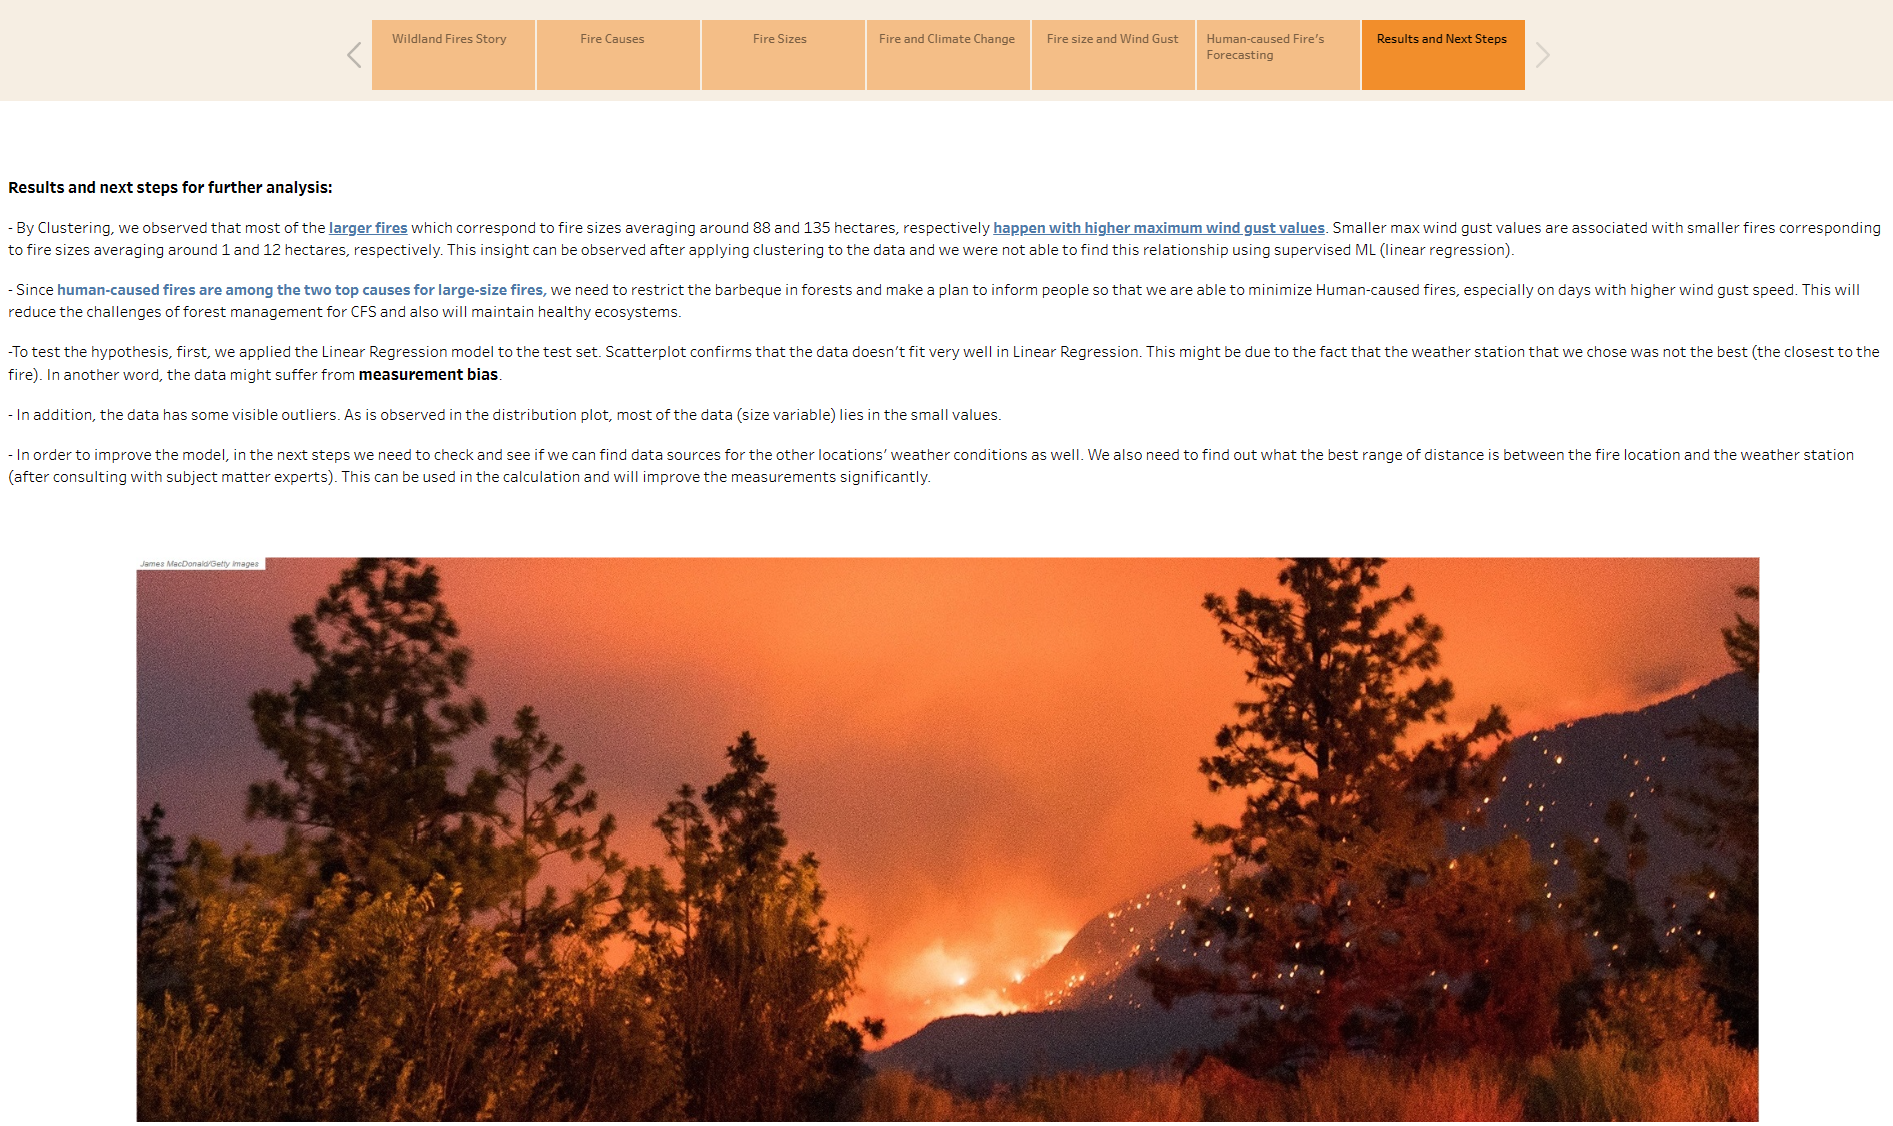 Wildland Fires Story
Fire Causes
Fire Sizes
Fire and Climate Change
Fire size and Wind Gust
Human-caused Fire's
Forecasting
Results and Next Steps
Results and next steps for further analysis:
- By Clustering, we observed that most of the larger fires which correspond to fire sizes averaging around 88 and 135 hectares, respectively happen with higher maximum wind gust values. Smaller max wind gust values are associated with smaller fires corresponding
to fire sizes averaging around 1 and 12 hectares, respectively. This insight can be observed after applying clustering to the data and we were not able to find this relationship using supervised ML (linear regression).
- Since human-caused fires are among the two top causes for large-size fires, we need to restrict the barbeque in forests and make a plan to inform people so that we are able to minimize Human-caused fires, especially on days with higher wind gust speed. This will
reduce the challenges of forest management for CFS and also will maintain healthy ecosystems.
-To test the hypothesis, first, we applied the Linear Regression model to the test set. Scatterplot confirms that the data doesn't fit very well in Linear Regression. This might be due to the fact that the weather station that we chose was not the best (the closest to the
fire). In another word, the data might suffer from measurement bias.
- In addition, the data has some visible outliers. As is observed in the distribution plot, most of the data (size variable) lies in the small values.
- In order to improve the model, in the next steps we need to check and see if we can find data sources for the other locations' weather conditions as well. We also need to find out what the best range of distance is between the fire location and the weather station
(after consulting with subject matter experts). This can be used in the calculation and will improve the measurements significantly.
James MacDonald/Getty Images